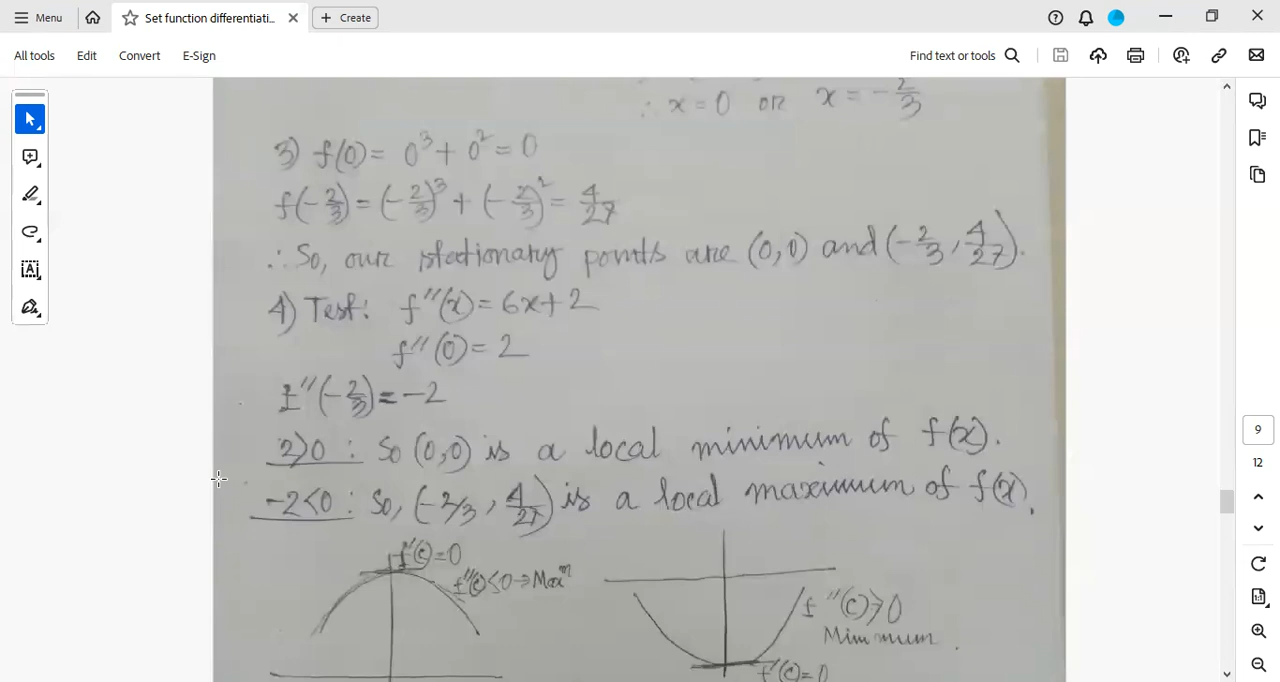 Menu
Set function differentiati...
Create
All tools Edit Convert E-Sign
Find text or tools
∴ x = 0 or x = -2/3
3) f(0) = 0³ + 0² = 0
f(-2/3) = (-2/3)³ + (-2/3)² = 4/27
∴ So, our stationary points are (0,0) and (-2/3, 4/27).
4) Test: f''(x) = 6x+2
f''(0) = 2
f''(-2/3) = -2
2>0 : So (0,0) is a local minimum of f(x).
-2<0 : So, (-2/3, 4/27) is a local maximum of f(x).
f'(c)=0
f''(c)<0 ⇒ Maxᵐ
f''(c)>0
Minimum
f'(c)=0
9
12